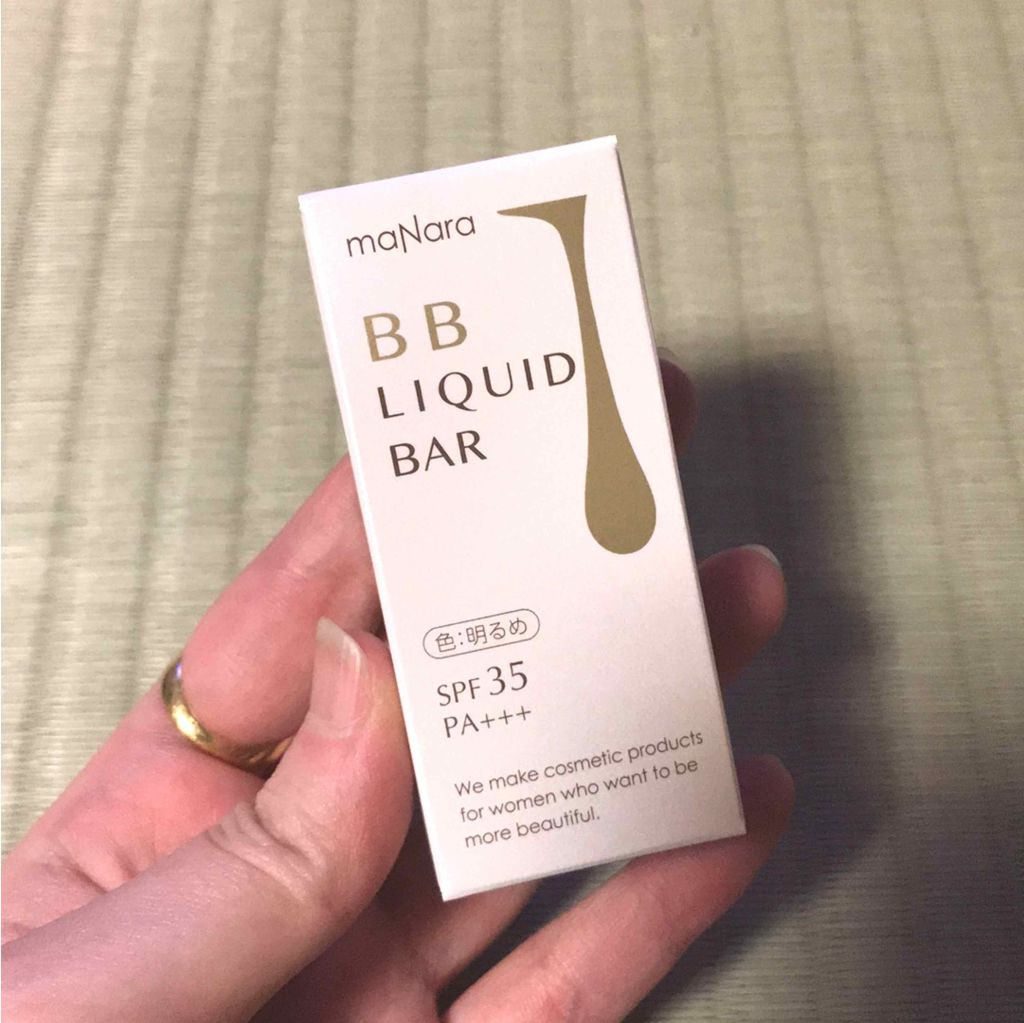 maNara
BB
LIQUID
BAR
色:明るめ
SPF 35
PA+++
We make cosmetic products
for women who want to be
more beautiful.